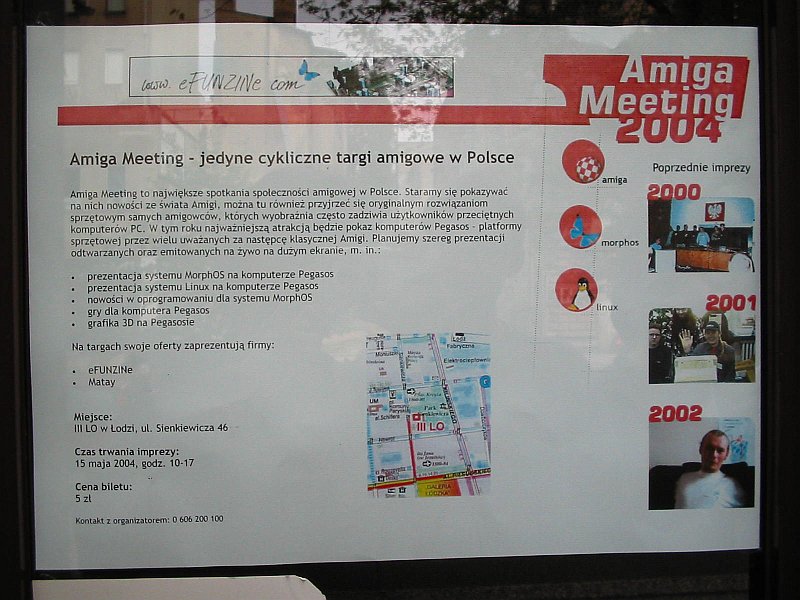 www. eFUNZINe com
Amiga
Meeting
2004
Amiga Meeting - jedyne cykliczne targi amigowe w Polsce
Amiga Meeting to największe spotkania społeczności amigowej w Polsce. Staramy się pokazywać
na nich nowości ze świata Amigi, można tu również przyjrzeć się oryginalnym rozwiązaniom
sprzętowym samych amigowców, których wyobraźnia często zadziwia użytkowników przeciętnych
komputerów PC. W tym roku najważniejszą atrakcją będzie pokaz komputerów Pegasos - platformy
sprzętowej przez wielu uważanych za następcę klasycznej Amigi. Planujemy szereg prezentacji
odtwarzanych oraz emitowanych na żywo na dużym ekranie, m. in.:
• prezentacja systemu MorphOS na komputerze Pegasos
• prezentacja systemu Linux na komputerze Pegasos
• nowości w oprogramowaniu dla systemu MorphOS
• gry dla komputera Pegasos
• grafika 3D na Pegasosie
Na targach swoje oferty zaprezentują firmy:
• eFUNZINe
• Matay
Miejsce:
III LO w Łodzi, ul. Sienkiewicza 46
Czas trwania imprezy:
15 maja 2004, godz. 10-17
Cena biletu:
5 zł
Kontakt z organizatorem: 0 606 200 100
amiga
morphos
linux
Poprzednie imprezy
2000
2001
2002
Łódź
Fabryczna
Elektrociepłowni
UM
Park
III LO
GALERIA
ŁÓDZKA